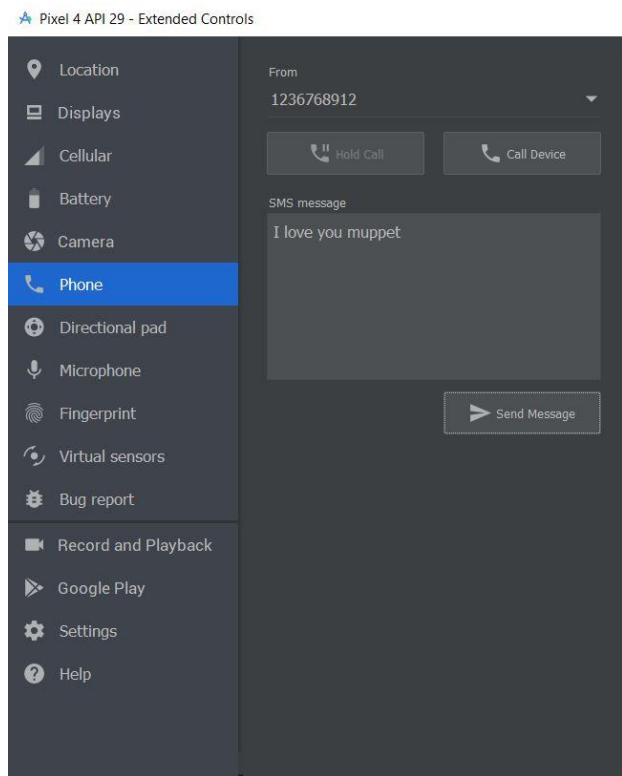 Pixel 4 API 29 - Extended Controls
Location
Displays
Cellular
Battery
Camera
Phone
Directional pad
Microphone
Fingerprint
Virtual sensors
Bug report
Record and Playback
Google Play
Settings
Help
From
1236768912
Hold Call
Call Device
SMS message
I love you muppet
Send Message